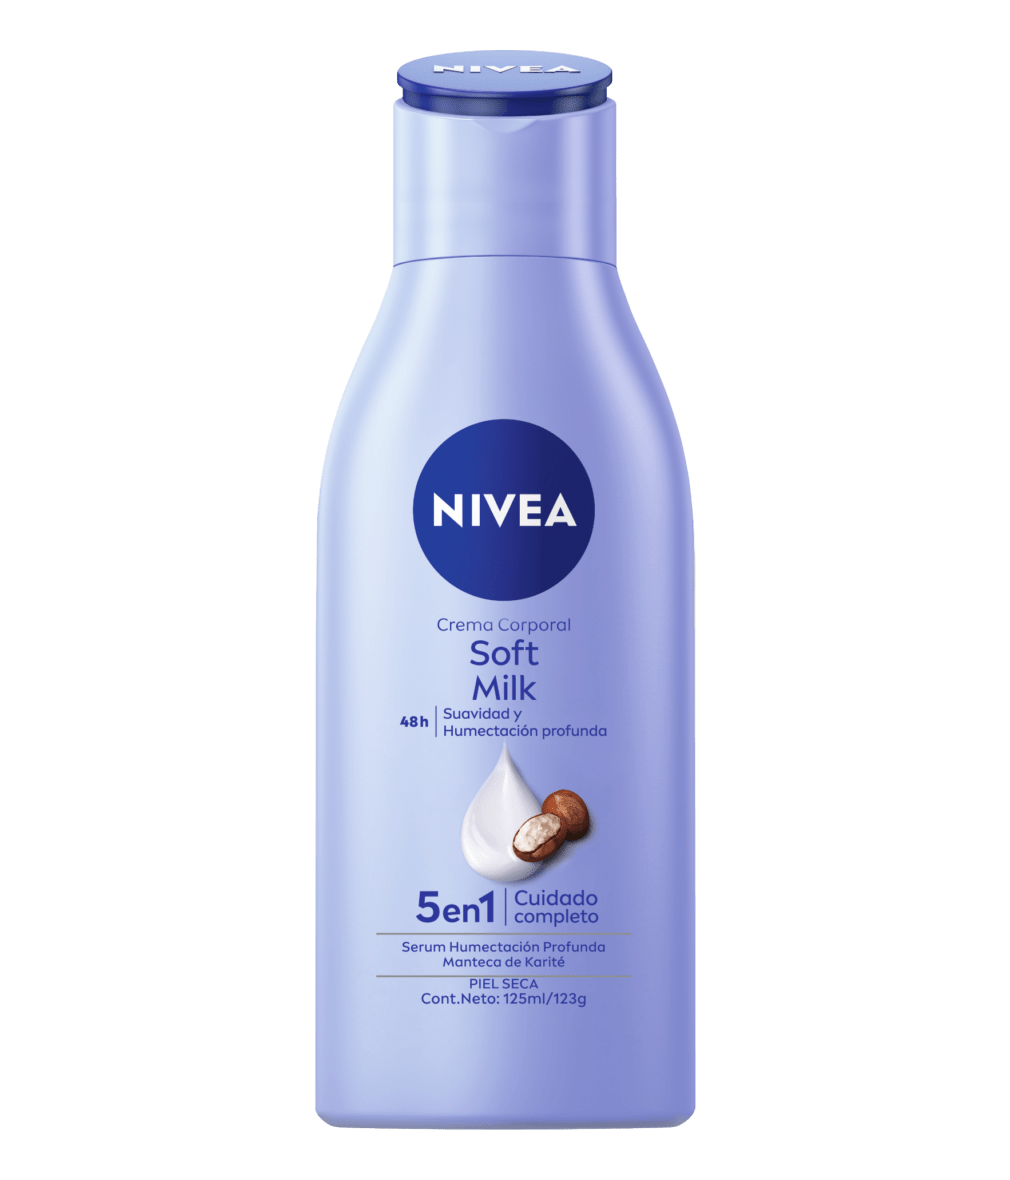 NIVEA
NIVEA
Crema Corporal
Soft
Milk
48h
Suavidad y
Humectación profunda
5en1
Cuidado
completo
Serum Humectación Profunda
Manteca de Karité
PIEL SECA
Cont.Neto: 125ml/123g